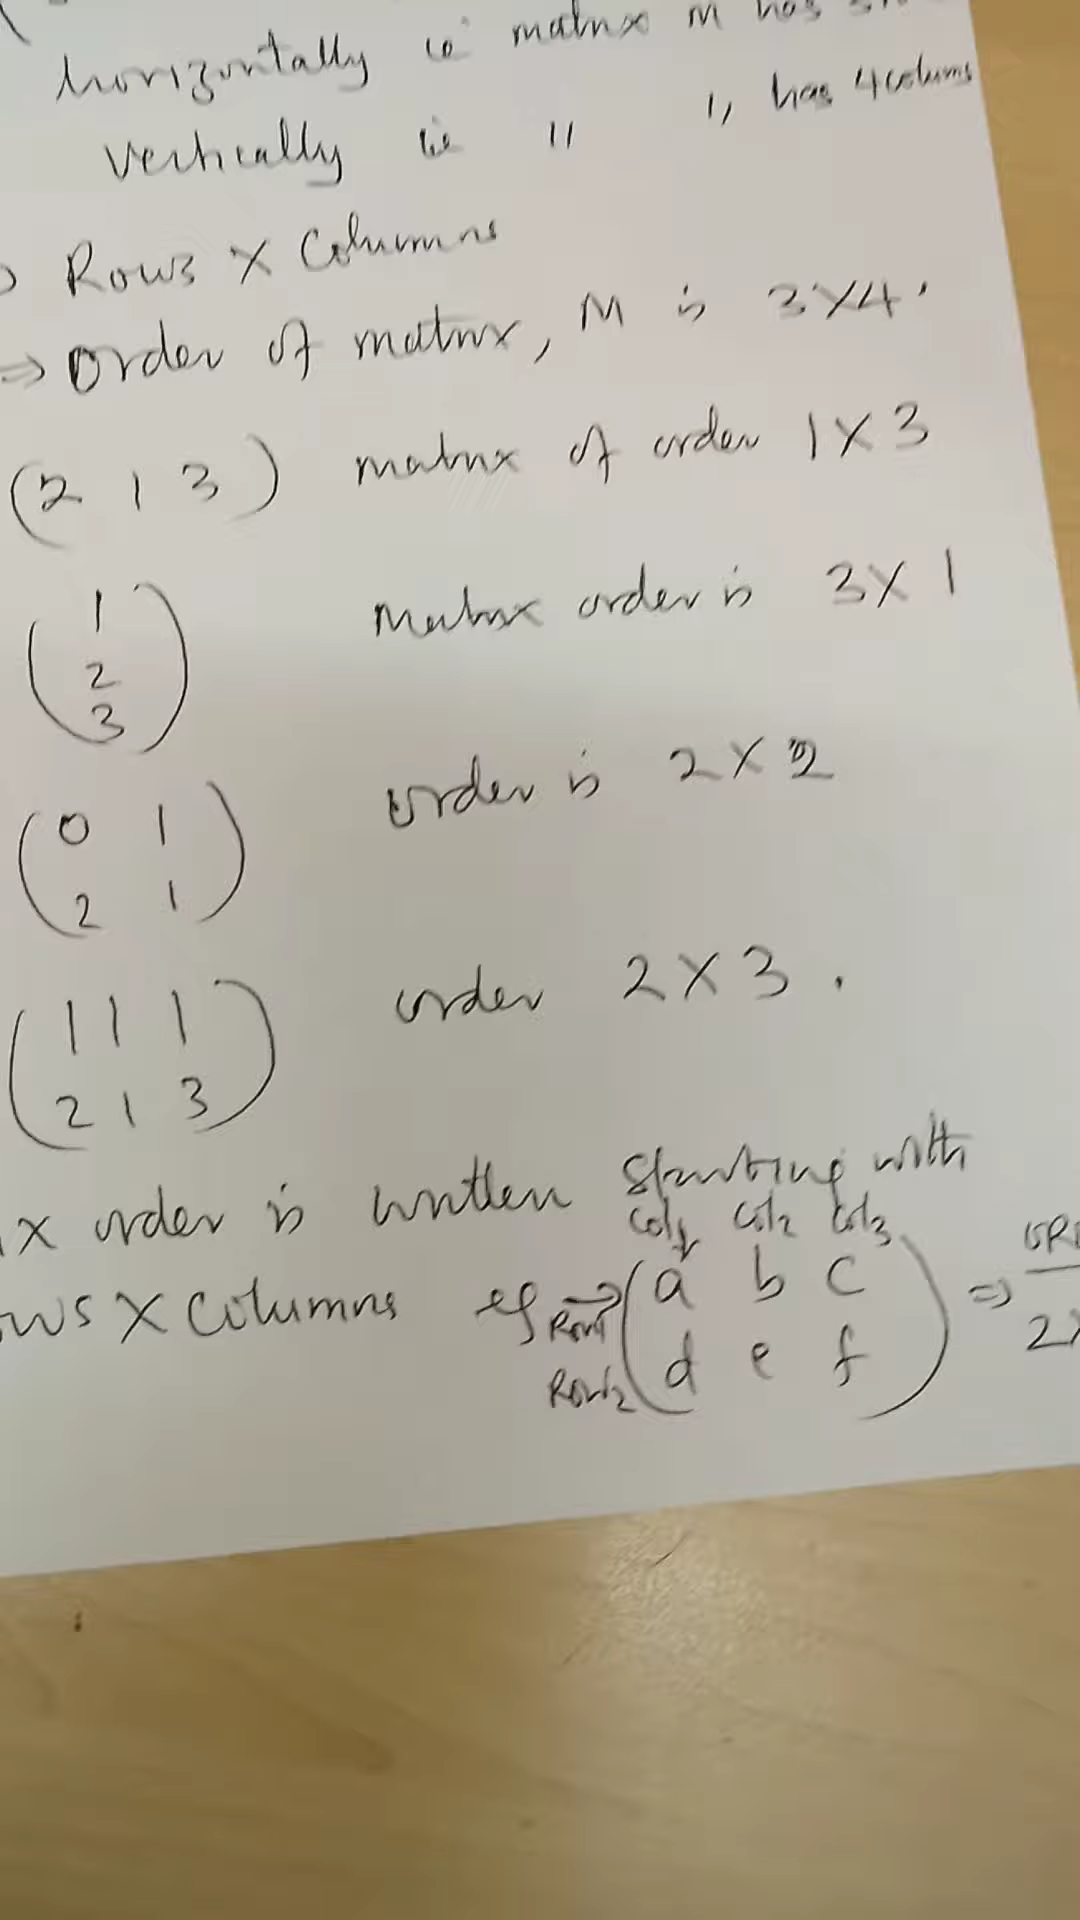 horizontally ie matrix M has
vertically ie " " has 4 colums
Rows X Columns
⇒ Order of matrix, M is 3X4.
(2 1 3) matrix of order 1X3
1
2
3
Matrix order is 3X1
0 1
2 1
order is 2X2
1 1 1
2 1 3
order 2X3.
x order is written starting with
col1 col2 col3
ows X Columns eg Row1 → (a b c) ⇒
Row2 d e f 2X